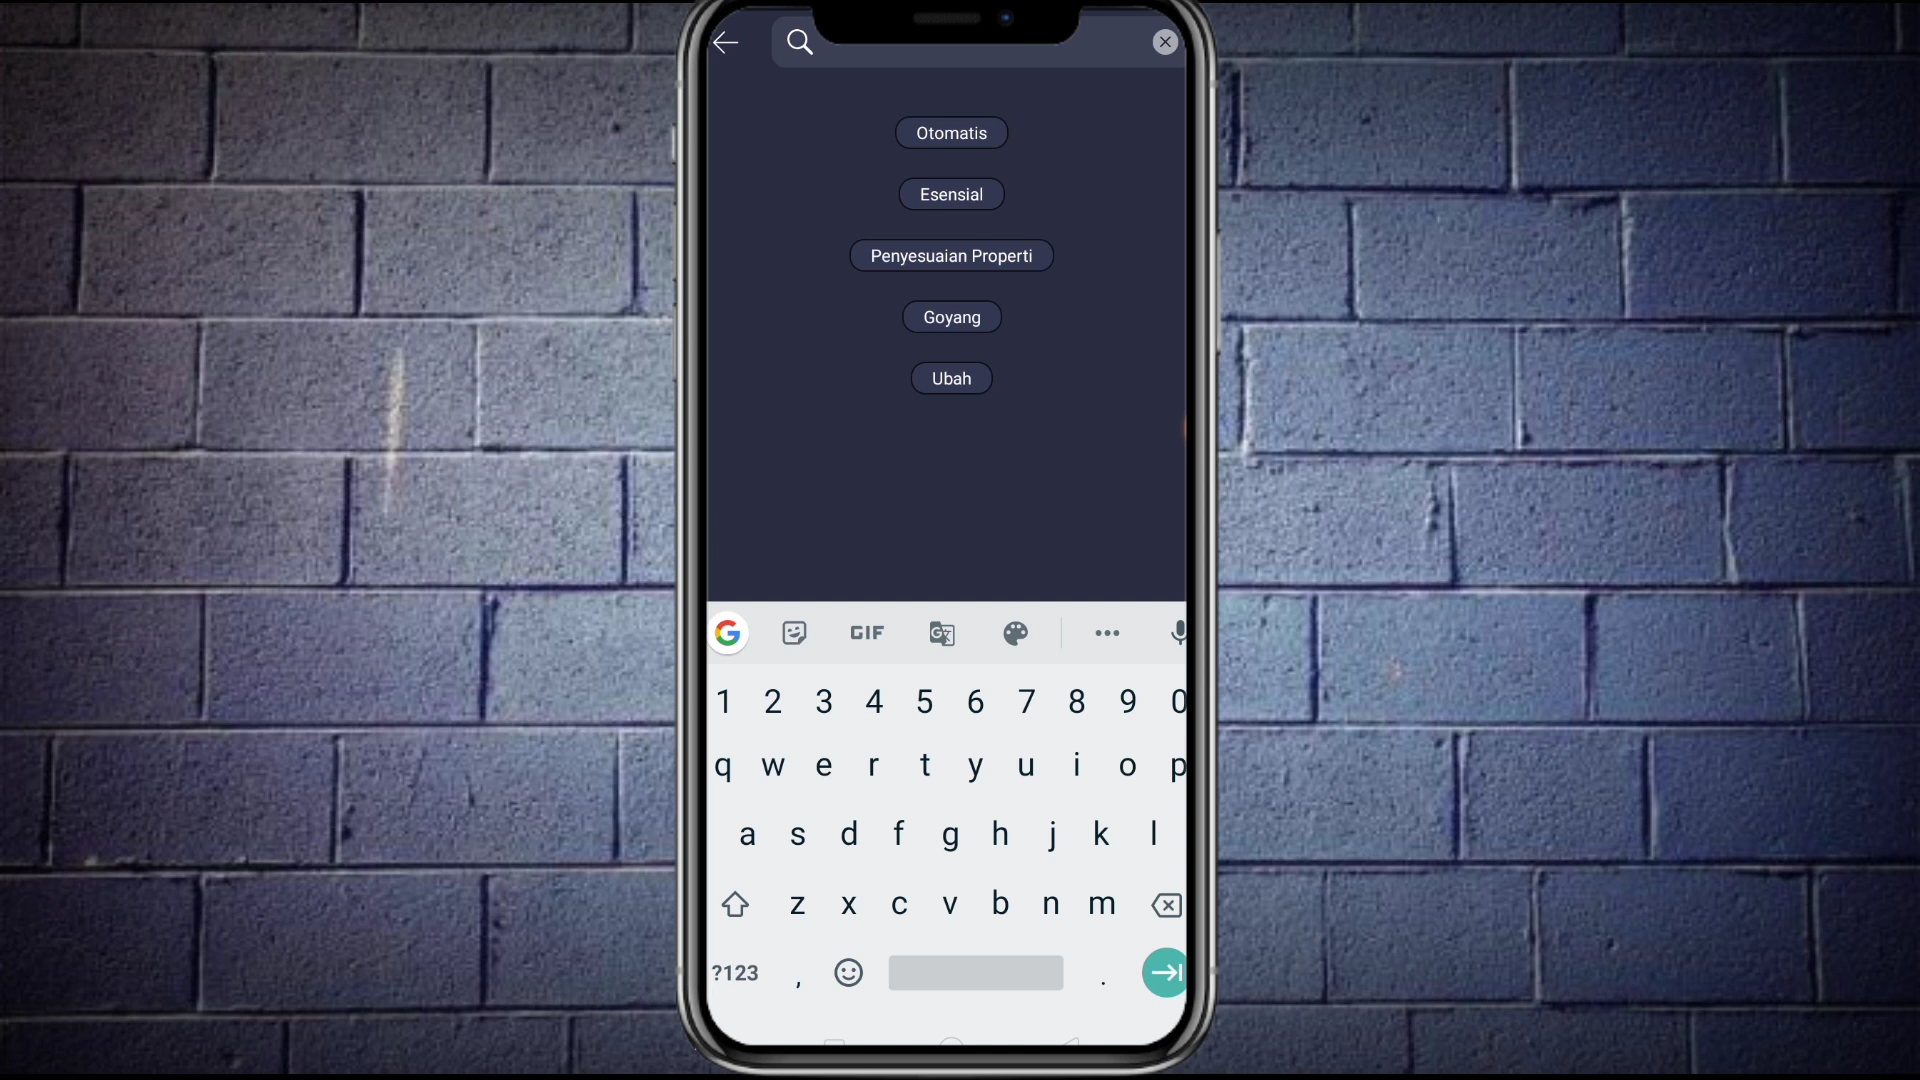 Otomatis
Esensial
Penyesuaian Properti
Goyang
Ubah
GIF
1 2 3 4 5 6 7 8 9 0
q w e r t y u i o p
a s d f g h j k l
z x c v b n m
?123 , .